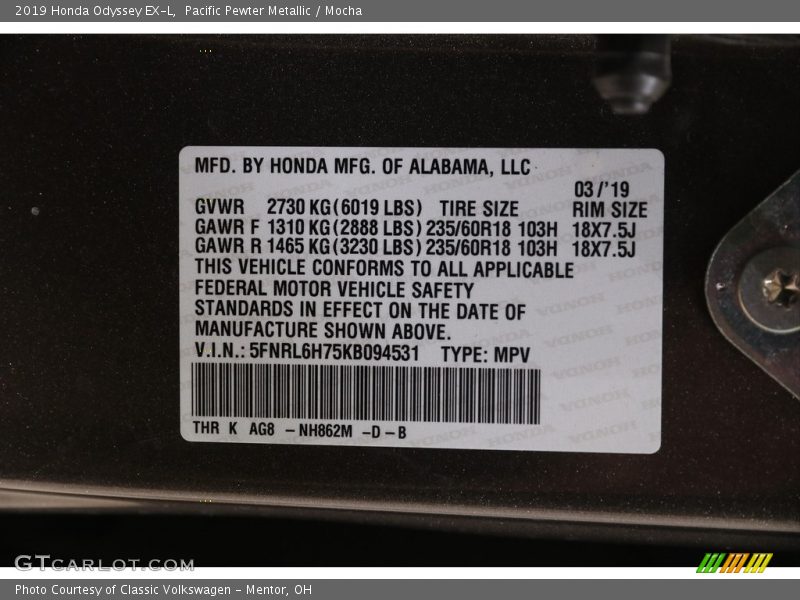 2019 Honda Odyssey EX-L,  Pacific Pewter Metallic / Mocha
MFD. BY HONDA MFG. OF ALABAMA, LLC
03/'19
GVWR 2730 KG(6019 LBS) TIRE SIZE RIM SIZE
GAWR F 1310 KG(2888 LBS) 235/60R18 103H 18X7.5J
GAWR R 1465 KG(3230 LBS) 235/60R18 103H 18X7.5J
THIS VEHICLE CONFORMS TO ALL APPLICABLE
FEDERAL MOTOR VEHICLE SAFETY
STANDARDS IN EFFECT ON THE DATE OF
MANUFACTURE SHOWN ABOVE.
V.I.N.: 5FNRL6H75KB094531 TYPE: MPV
THR K AG8 -NH862M -D-B
GTCARLOT.COM
Photo Courtesy of Classic Volkswagen - Mentor, OH